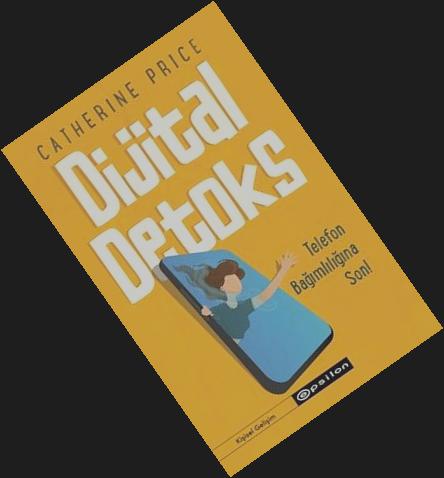 CATHERINE PRICE
Dijital
Detoks
Telefon
Bağımlılığına
Son!
epsilon
Kişisel Gelişim